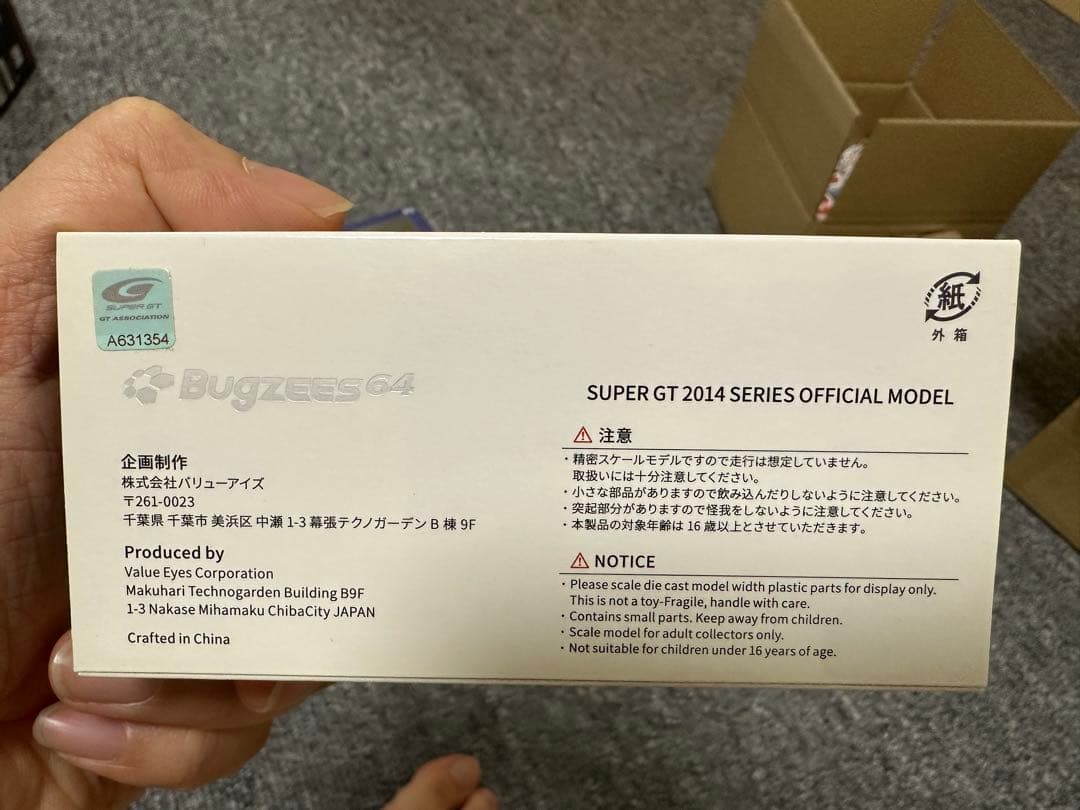 SUPER GT
GT ASSOCIATION
A631354
Bugzees64
企画制作
株式会社バリューアイズ
〒261-0023
千葉県 千葉市 美浜区 中瀬 1-3 幕張テクノガーデン B 棟 9F
Produced by
Value Eyes Corporation
Makuhari Technogarden Building B9F
1-3 Nakase Mihamaku ChibaCity JAPAN
Crafted in China
紙
外箱
SUPER GT 2014 SERIES OFFICIAL MODEL
注意
・精密スケールモデルですので走行は想定していません。
取扱いには十分注意してください。
・小さな部品がありますので飲み込んだりしないように注意してください。
・突起部分がありますので怪我をしないように注意してください。
・本製品の対象年齢は 16 歳以上とさせていただきます。
NOTICE
・Please scale die cast model width plastic parts for display only.
This is not a toy-Fragile, handle with care.
・Contains small parts. Keep away from children.
・Scale model for adult collectors only.
・Not suitable for children under 16 years of age.